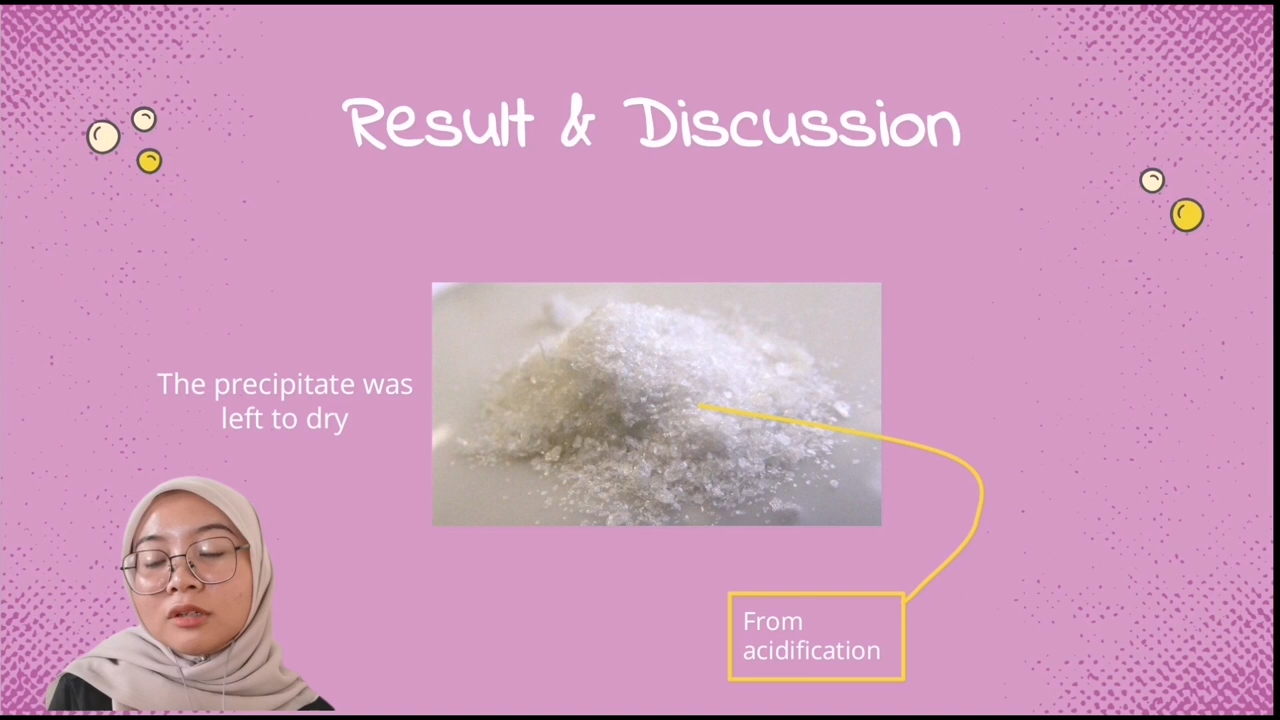 Result & Discussion
The precipitate was
left to dry
From
acidification